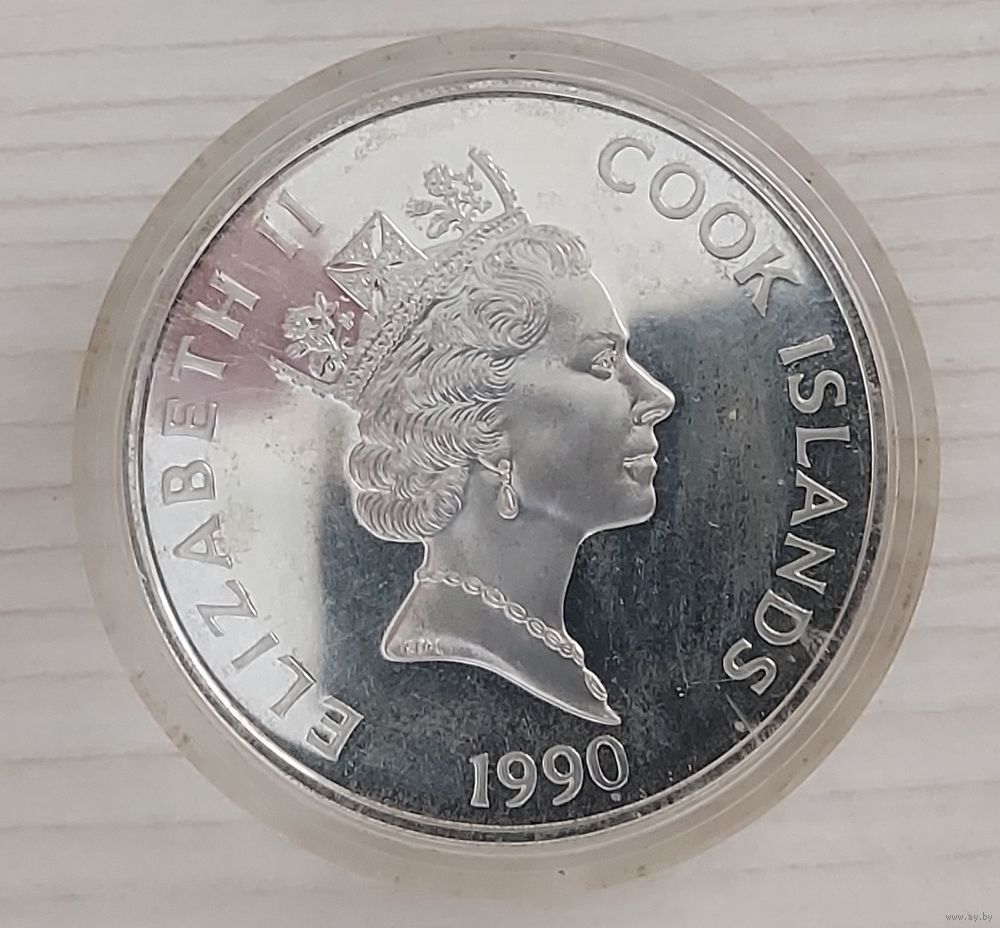 ELIZABETH II
COOK ISLANDS
1990
www.ay.by